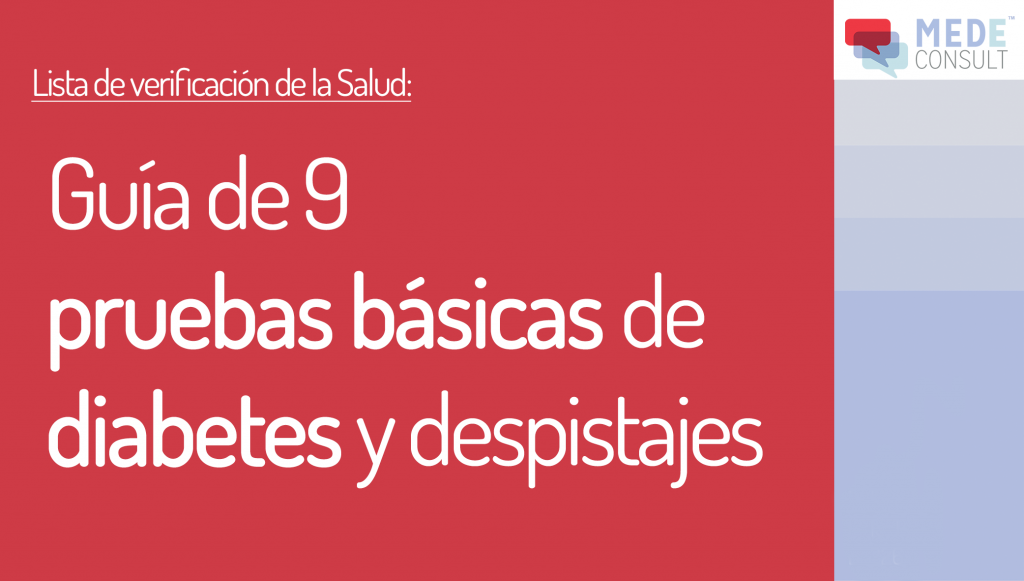 Lista de verificación de la Salud:
MEDE™
CONSULT
Guía de 9
pruebas básicas de
diabetes y despistajes